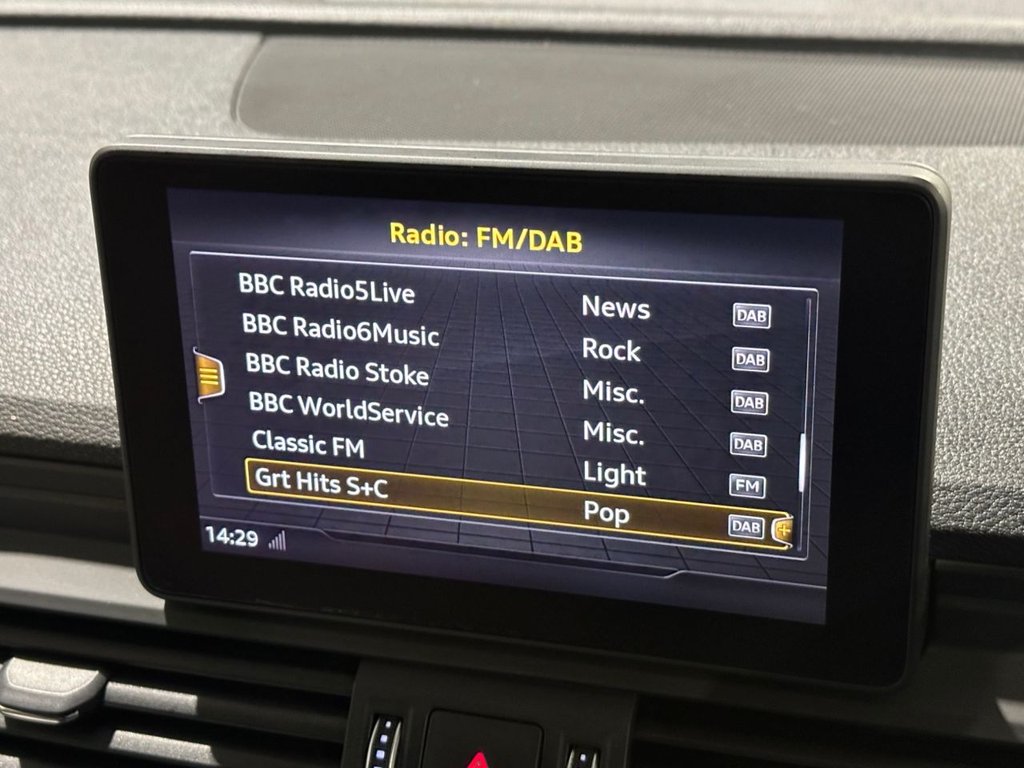 Radio: FM/DAB
BBC Radio5Live News DAB
BBC Radio6Music Rock DAB
BBC Radio Stoke Misc. DAB
BBC WorldService Misc. DAB
Classic FM Light FM
Grt Hits S+C Pop DAB
14:29